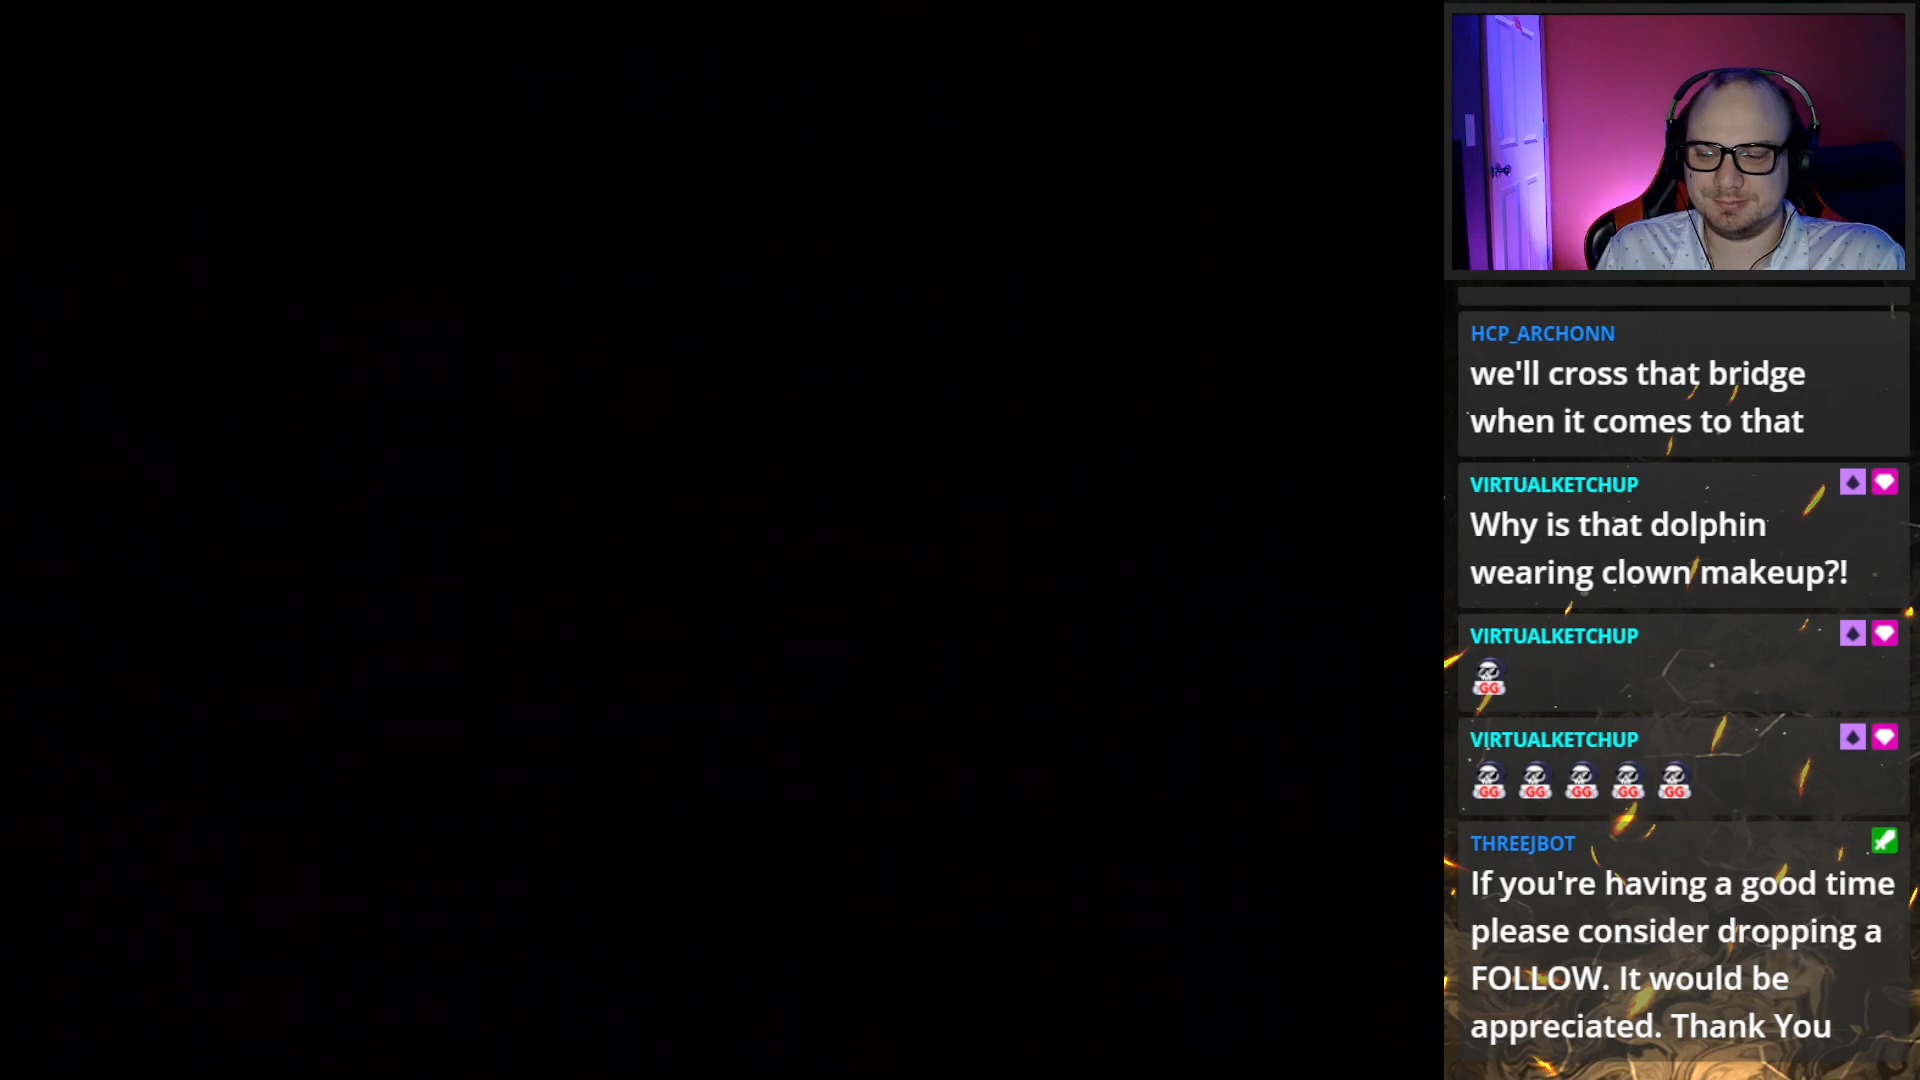 HCP_ARCHONN
we'll cross that bridge
when it comes to that
VIRTUALKETCHUP
Why is that dolphin
wearing clown makeup?!
VIRTUALKETCHUP
GG
VIRTUALKETCHUP
GG GG GG GG GG
THREEJBOT
If you're having a good time
please consider dropping a
FOLLOW. It would be
appreciated. Thank You